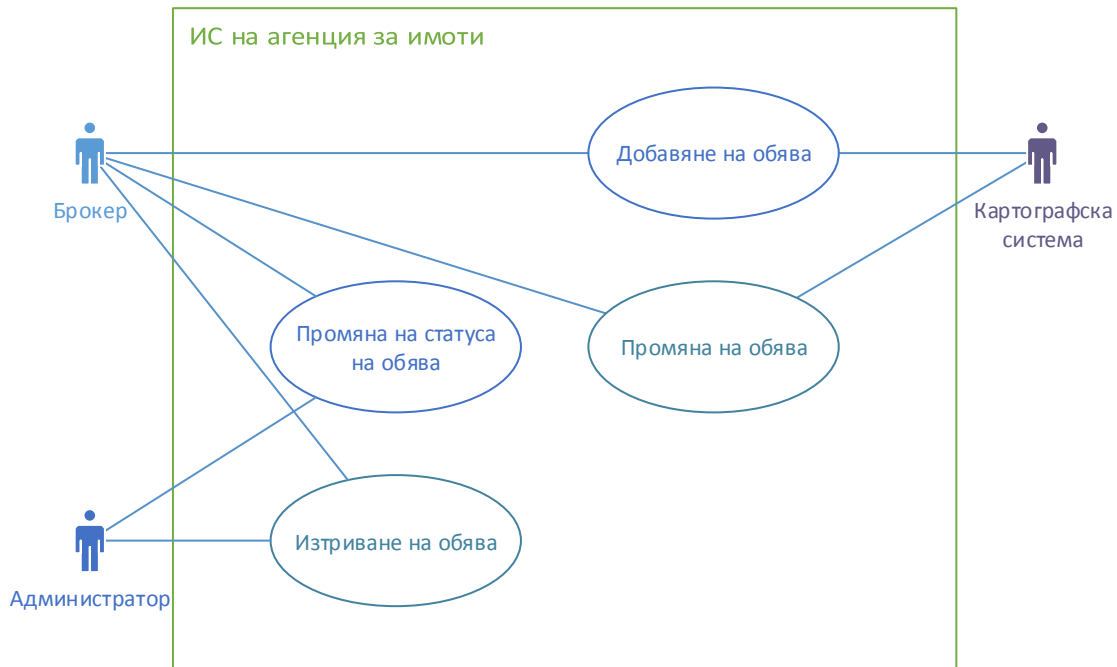 ИС на агенция за имоти
Добавяне на обява
Брокер
Картографска
система
Промяна на статуса
на обява
Промяна на обява
Изтриване на обява
Администратор